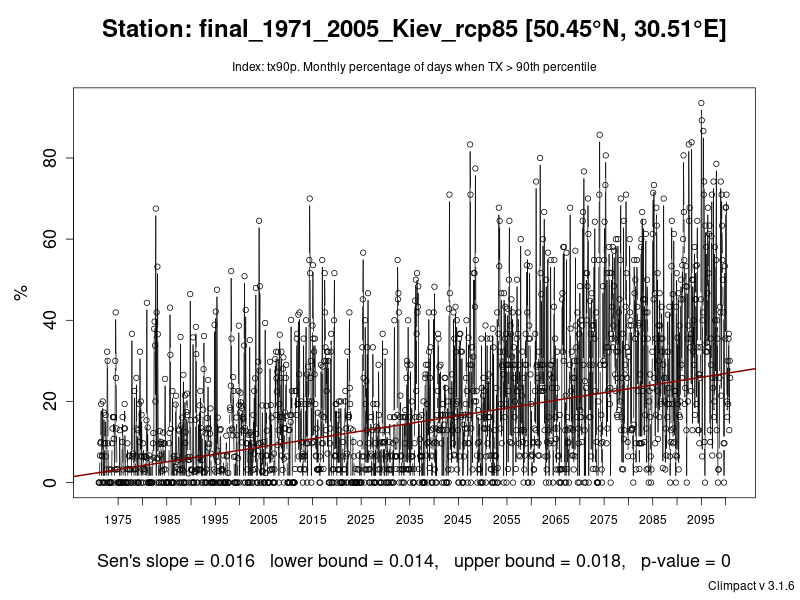 Station: final_1971_2005_Kiev_rcp85 [50.45°N, 30.51°E]
Index: tx90p. Monthly percentage of days when TX > 90th percentile
80
60
%
40
20
0
1975 1985 1995 2005 2015 2025 2035 2045 2055 2065 2075 2085 2095
Sen's slope = 0.016 lower bound = 0.014, upper bound = 0.018, p-value = 0
Climpact v 3.1.6